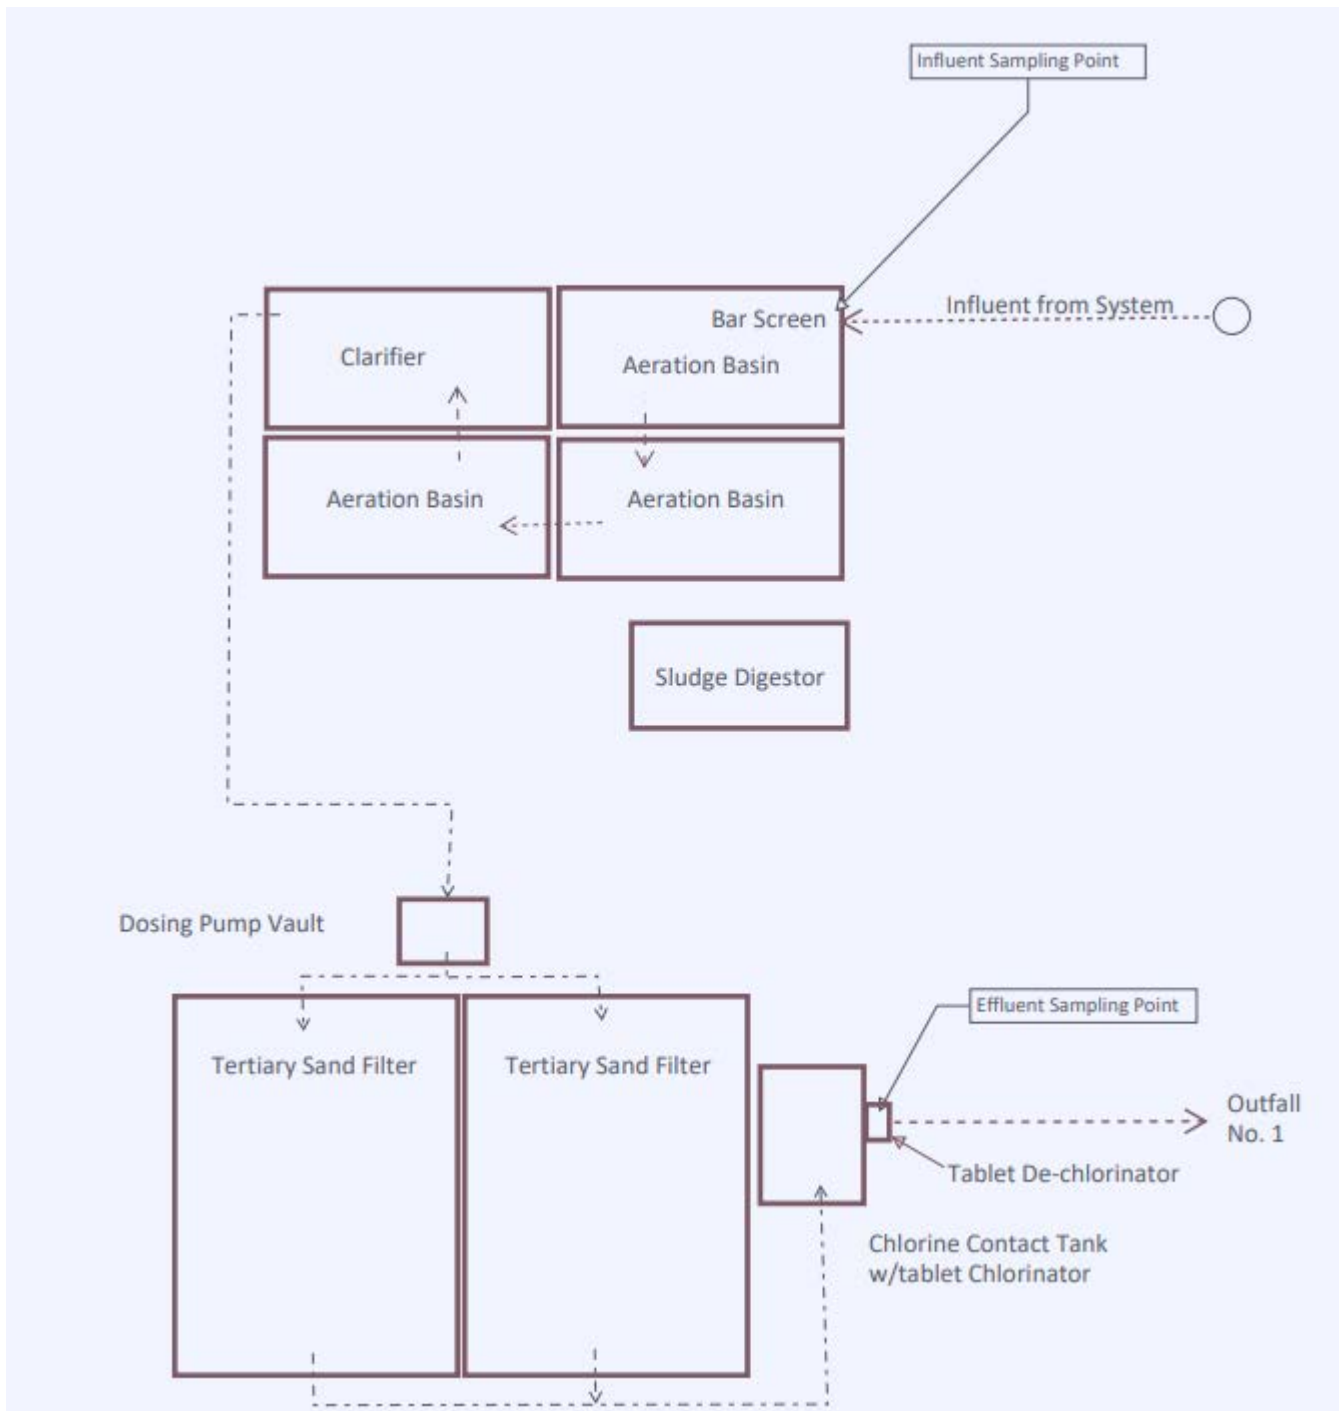 Influent Sampling Point
Influent from System
Bar Screen
Clarifier
Aeration Basin
Aeration Basin
Aeration Basin
Sludge Digestor
Dosing Pump Vault
Effluent Sampling Point
Tertiary Sand Filter
Tertiary Sand Filter
Outfall
No. 1
Tablet De-chlorinator
Chlorine Contact Tank
w/tablet Chlorinator